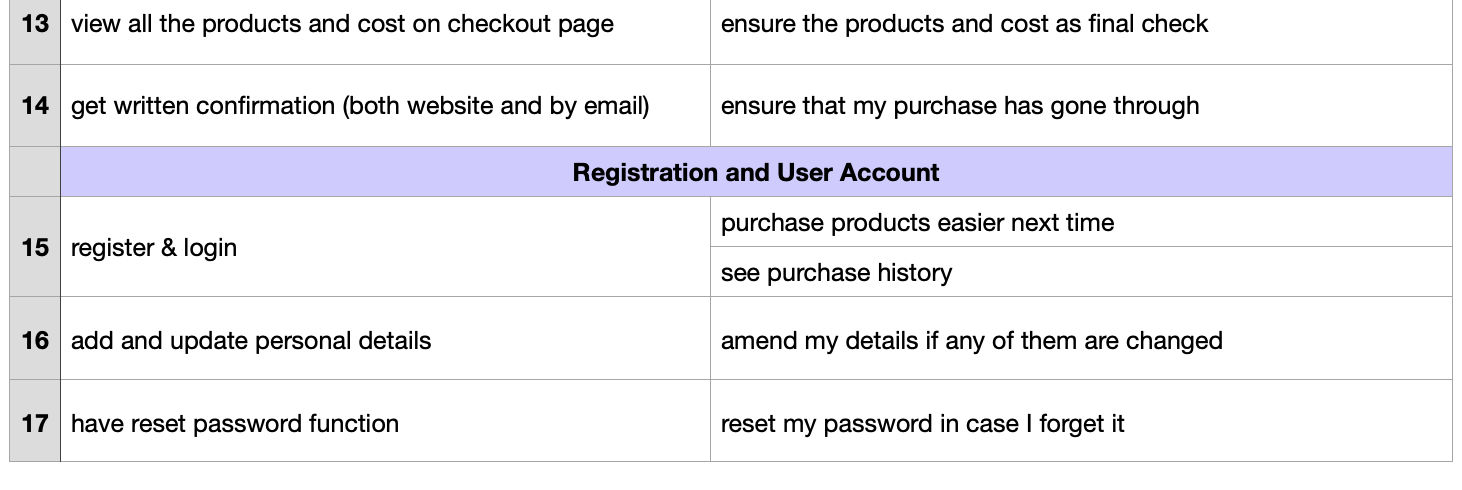 13 view all the products and cost on checkout page ensure the products and cost as final check
14 get written confirmation (both website and by email) ensure that my purchase has gone through
Registration and User Account
15 register & login purchase products easier next time
see purchase history
16 add and update personal details amend my details if any of them are changed
17 have reset password function reset my password in case I forget it